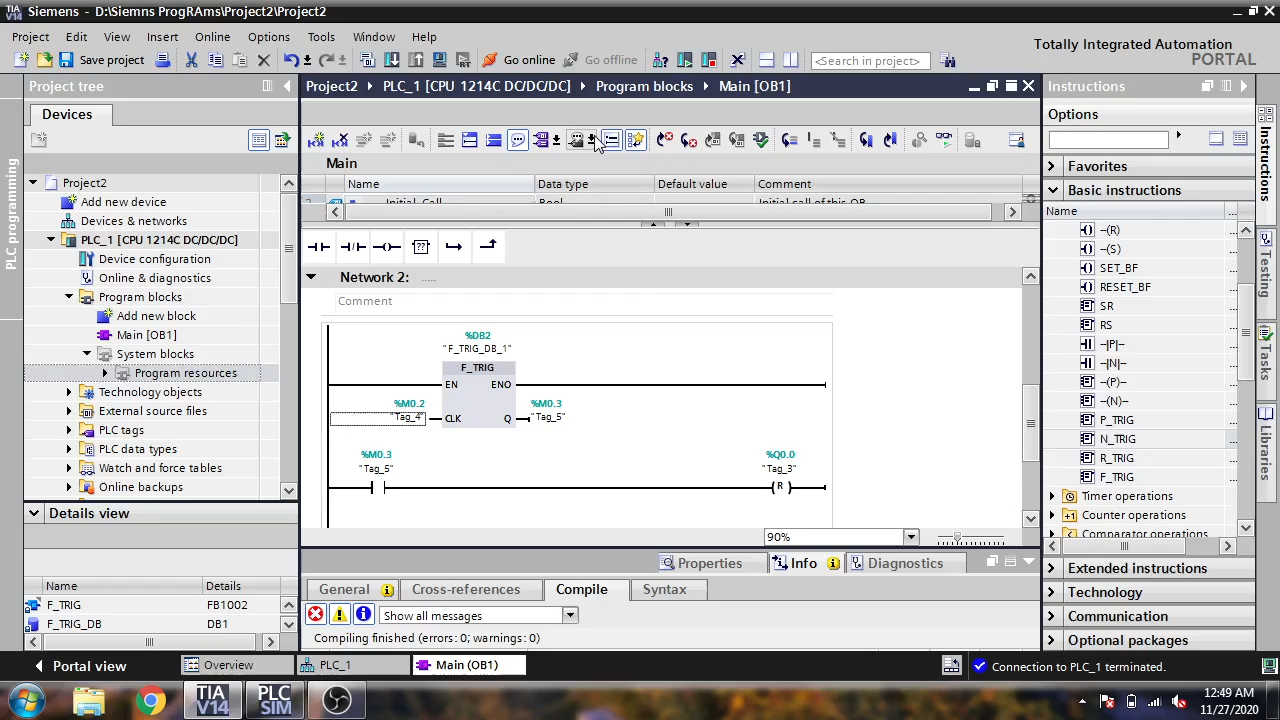 TIA V14 Siemens - D:\Siemns ProgRAms\Project2\Project2
Project Edit View Insert Online Options Tools Window Help
Totally Integrated Automation
PORTAL
Save project Go online Go offline <Search in project>
Project tree
Project2 PLC_1 [CPU 1214C DC/DC/DC] Program blocks Main [OB1]
Instructions
Devices
Options
PLC programming
Main
Name Data type Default value Comment
Initial_Call Bool Initial call of this OB
Project2
Add new device
Devices & networks
PLC_1 [CPU 1214C DC/DC/DC]
Device configuration
Online & diagnostics
Program blocks
Add new block
Main [OB1]
System blocks
Program resources
Technology objects
External source files
PLC tags
PLC data types
Watch and force tables
Online backups
??
Network 2: .....
Comment
%DB2
"F_TRIG_DB_1"
F_TRIG
EN ENO
%M0.2 %M0.3
"Tag_4" CLK Q "Tag_5"
%M0.3 %Q0.0
"Tag_5" "Tag_3"
R
90%
Favorites
Basic instructions
Name ...
-(R) ...
-(S) ...
SET_BF ...
RESET_BF ...
SR ...
RS ...
-|P|- ...
-|N|- ...
-(P)- ...
-(N)- ...
P_TRIG ...
N_TRIG ...
R_TRIG ...
F_TRIG ...
Timer operations ...
Counter operations ...
Comparator operations ...
Extended instructions
Technology
Communication
Optional packages
Instructions
Testing
Tasks
Libraries
Details view
Name Details
F_TRIG FB1002
F_TRIG_DB DB1
Properties Info Diagnostics
General Cross-references Compile Syntax
Show all messages
Compiling finished (errors: 0; warnings: 0)
Portal view Overview PLC_1 Main (OB1) Connection to PLC_1 terminated.
TIA V14 PLC SIM
12:49 AM
11/27/2020